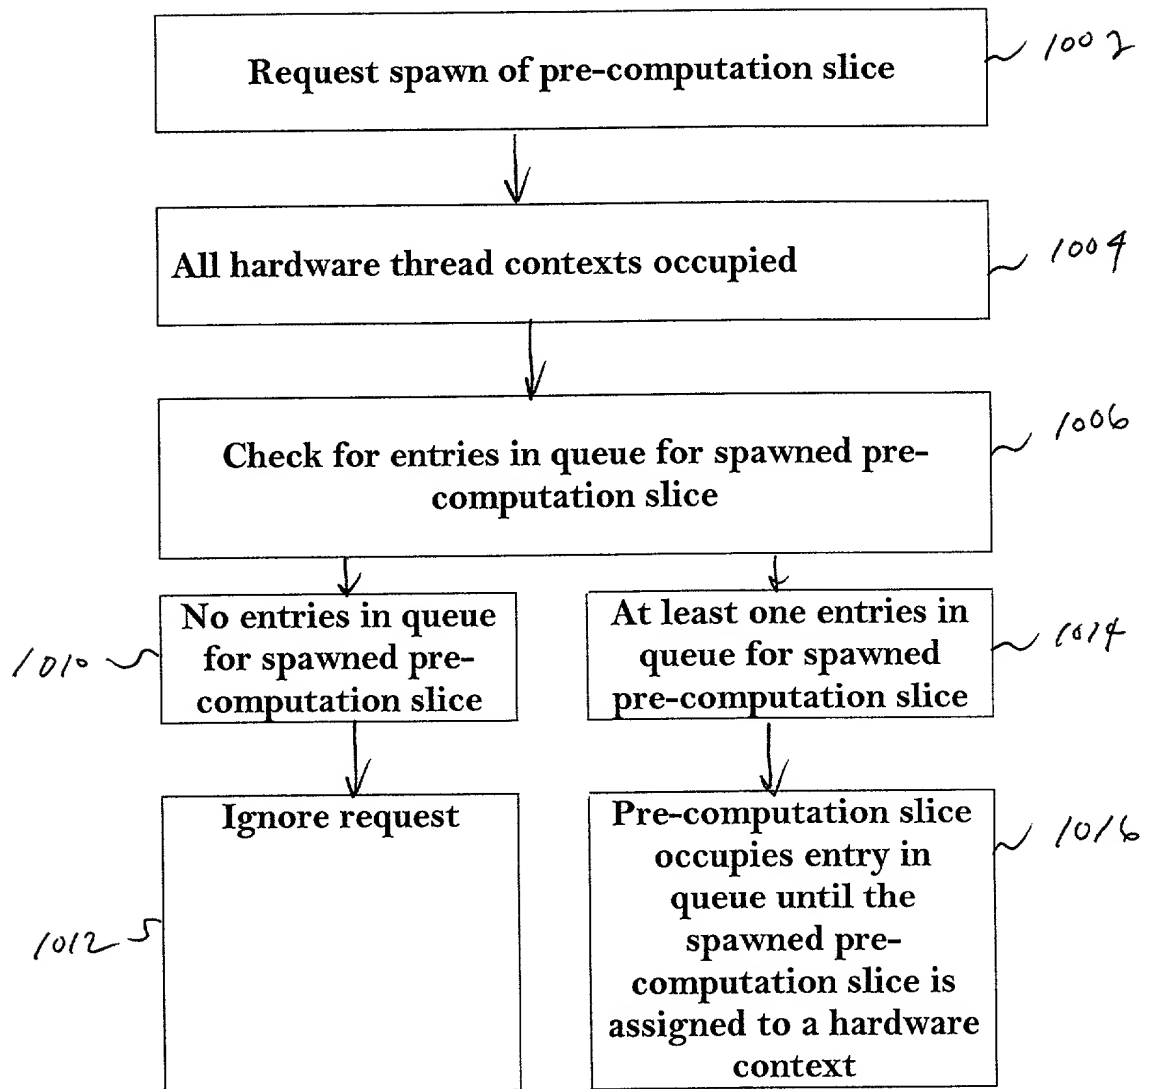 Request spawn of pre-computation slice
1002
All hardware thread contexts occupied
1004
Check for entries in queue for spawned pre-
computation slice
1006
No entries in queue
for spawned pre-
computation slice
1010
At least one entries in
queue for spawned
pre-computation slice
1014
Ignore request
1012
Pre-computation slice
occupies entry in
queue until the
spawned pre-
computation slice is
assigned to a hardware
context
1016